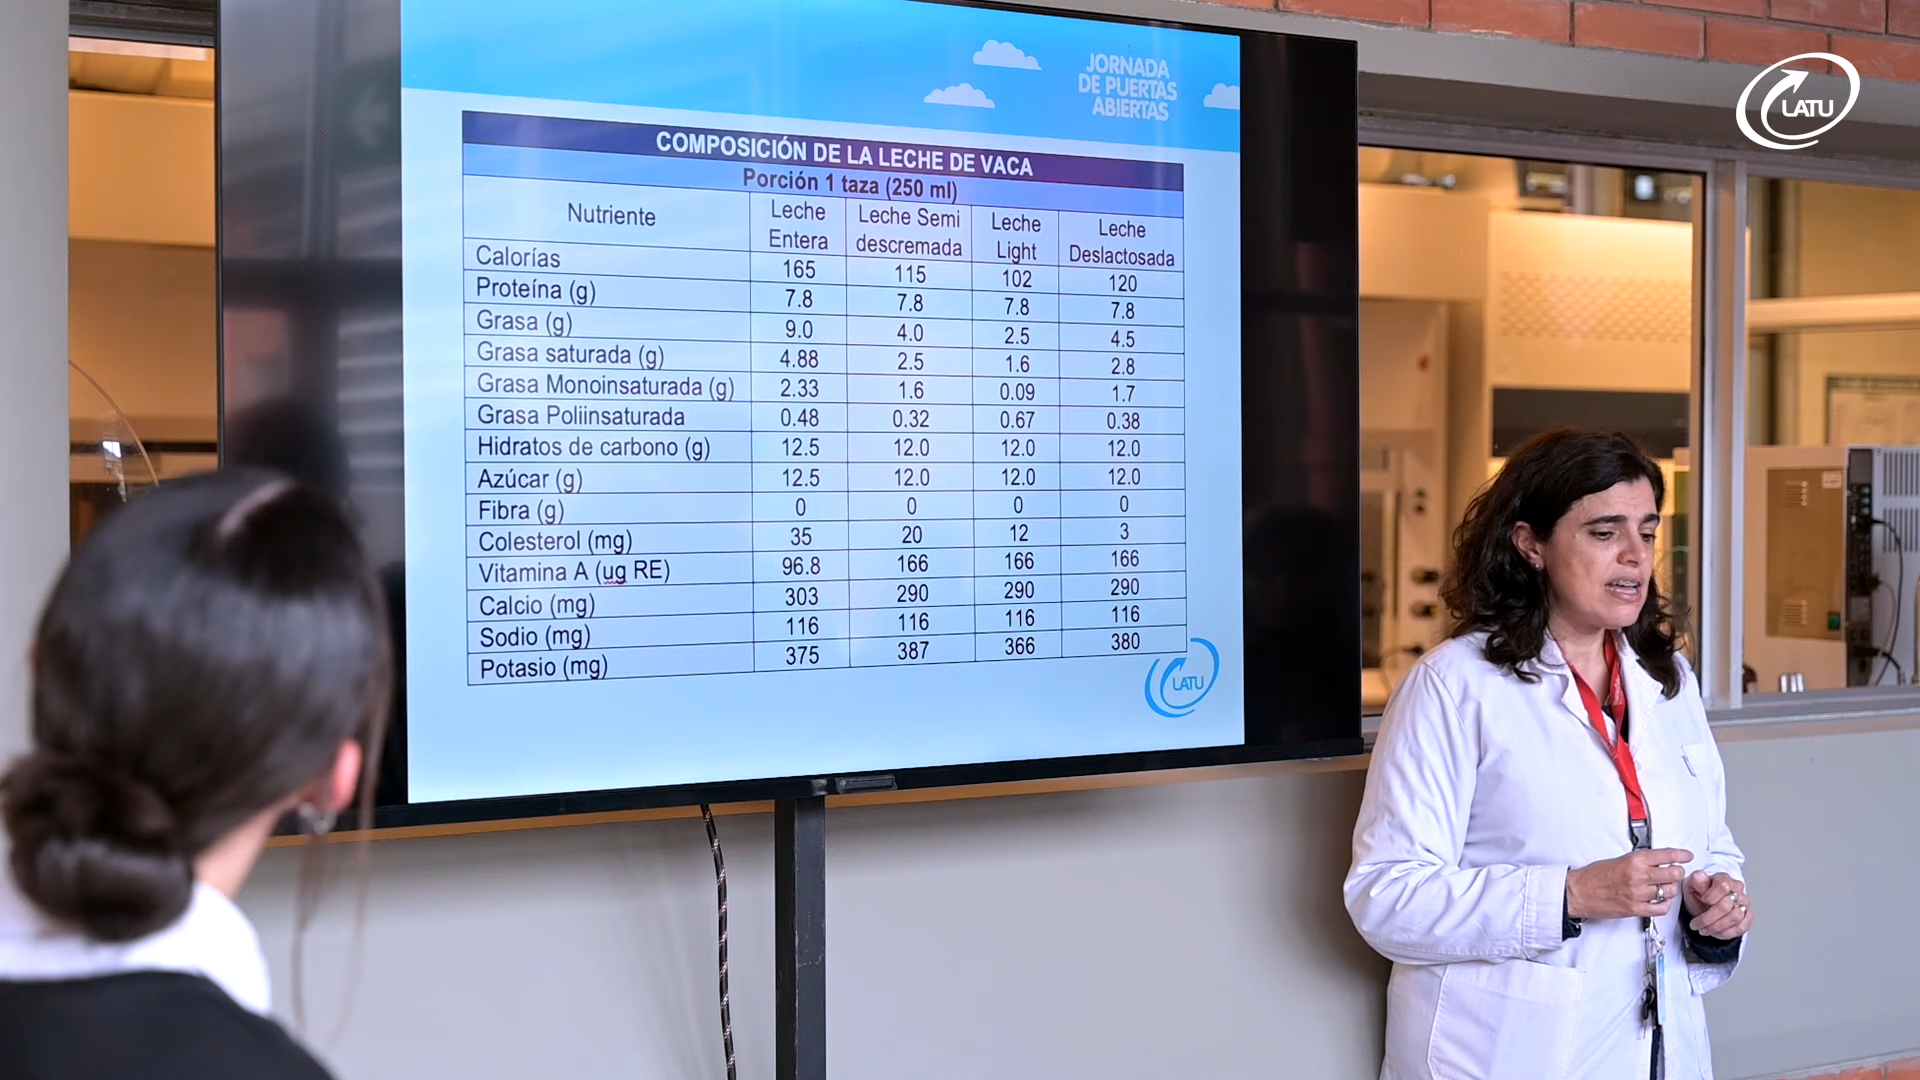 JORNADA
DE PUERTAS
ABIERTAS
LATU
COMPOSICIÓN DE LA LECHE DE VACA
Porción 1 taza (250 ml)
Nutriente Leche Entera Leche Semi descremada Leche Light Leche Deslactosada
Calorías 165 115 102 120
Proteína (g) 7.8 7.8 7.8 7.8
Grasa (g) 9.0 4.0 2.5 4.5
Grasa saturada (g) 4.88 2.5 1.6 2.8
Grasa Monoinsaturada (g) 2.33 1.6 0.09 1.7
Grasa Poliinsaturada 0.48 0.32 0.67 0.38
Hidratos de carbono (g) 12.5 12.0 12.0 12.0
Azúcar (g) 12.5 12.0 12.0 12.0
Fibra (g) 0 0 0 0
Colesterol (mg) 35 20 12 3
Vitamina A (ug RE) 96.8 166 166 166
Calcio (mg) 303 290 290 290
Sodio (mg) 116 116 116 116
Potasio (mg) 375 387 366 380
LATU